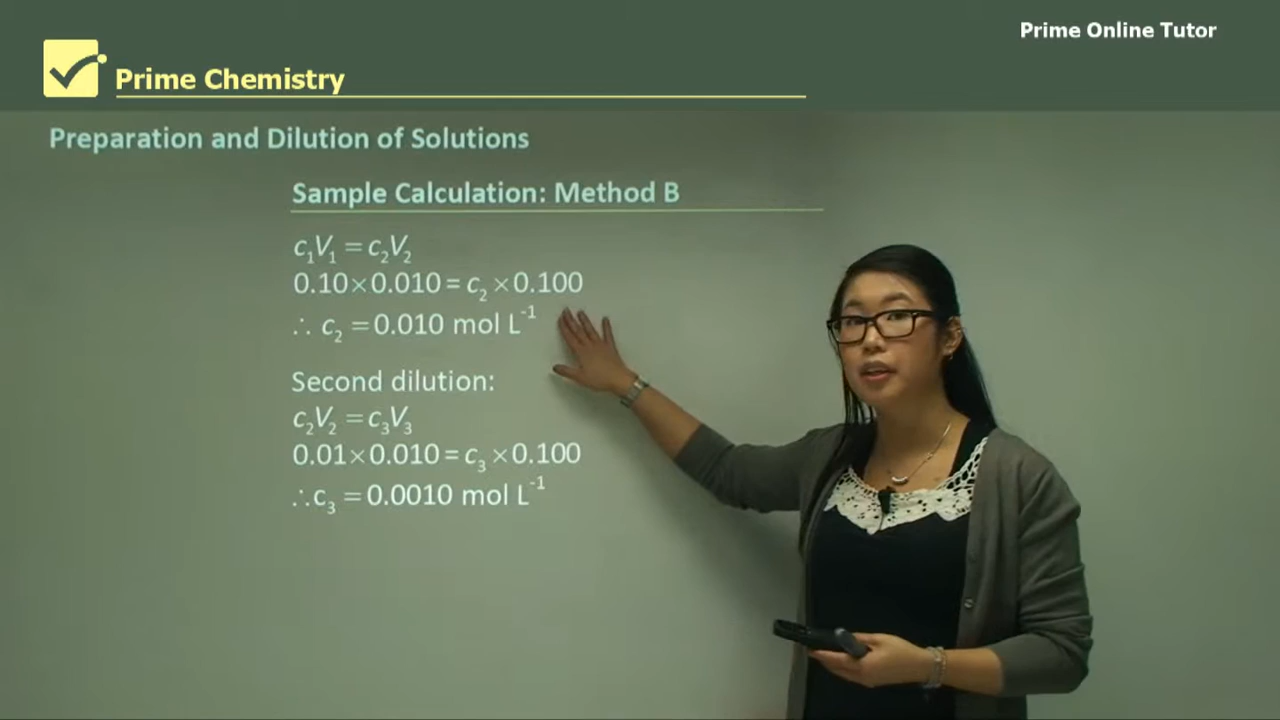 Prime Online Tutor
Prime Chemistry
Preparation and Dilution of Solutions
Sample Calculation: Method B
c₁V₁ = c₂V₂
0.10×0.010 = c₂ ×0.100
∴ c₂ = 0.010 mol L⁻¹
Second dilution:
c₂V₂ = c₃V₃
0.01×0.010 = c₃ ×0.100
∴c₃ = 0.0010 mol L⁻¹